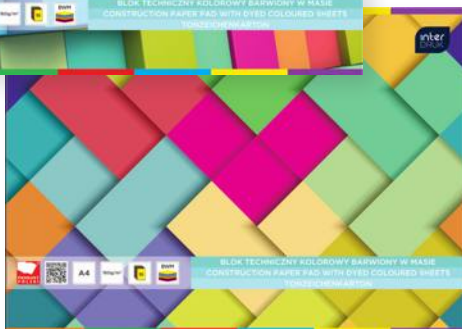 BLOK TECHNICZNY KOLOROWY BARWIONY W MASIE
CONSTRUCTION PAPER PAD WITH DYED COLOURED SHEETS
TONZEICHENKARTON
inter
DRUK
BLOK TECHNICZNY KOLOROWY BARWIONY W MASIE
CONSTRUCTION PAPER PAD WITH DYED COLOURED SHEETS
TONZEICHENKARTON
A4